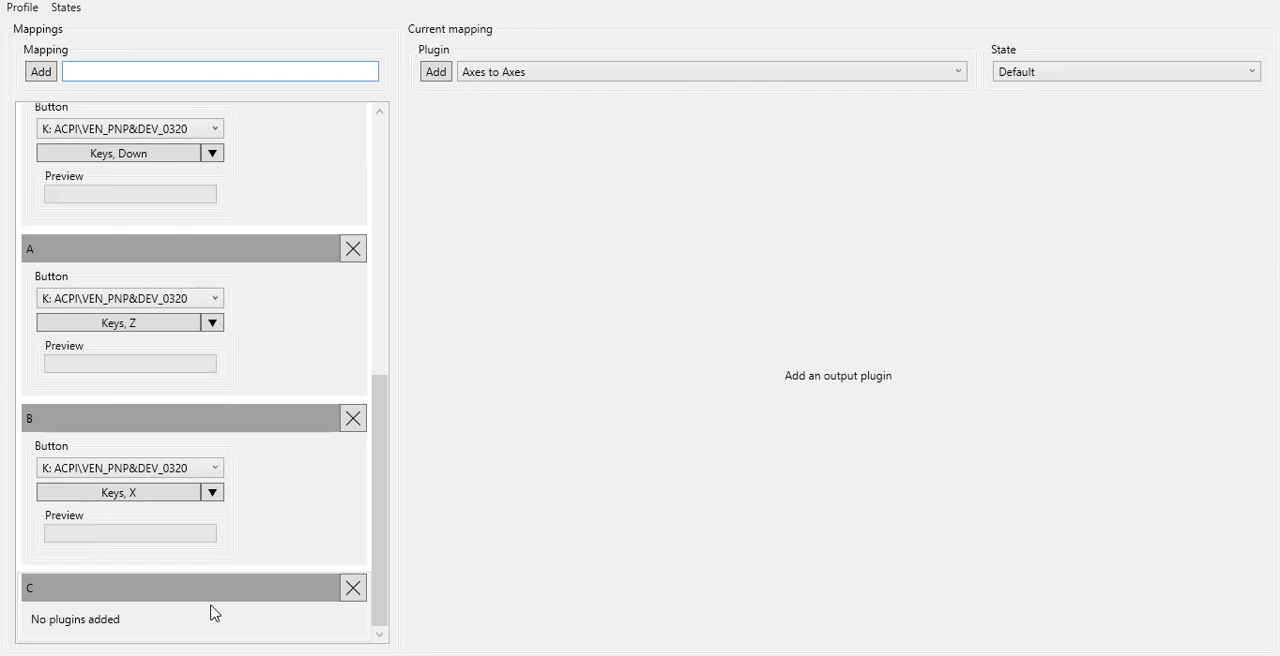 Profile States
Mappings
Mapping
Add
Button
K: ACPI\VEN_PNP&DEV_0320
Keys, Down
Preview
A
Button
K: ACPI\VEN_PNP&DEV_0320
Keys, Z
Preview
B
Button
K: ACPI\VEN_PNP&DEV_0320
Keys, X
Preview
C
No plugins added
Current mapping
Plugin
Add Axes to Axes
State
Default
Add an output plugin